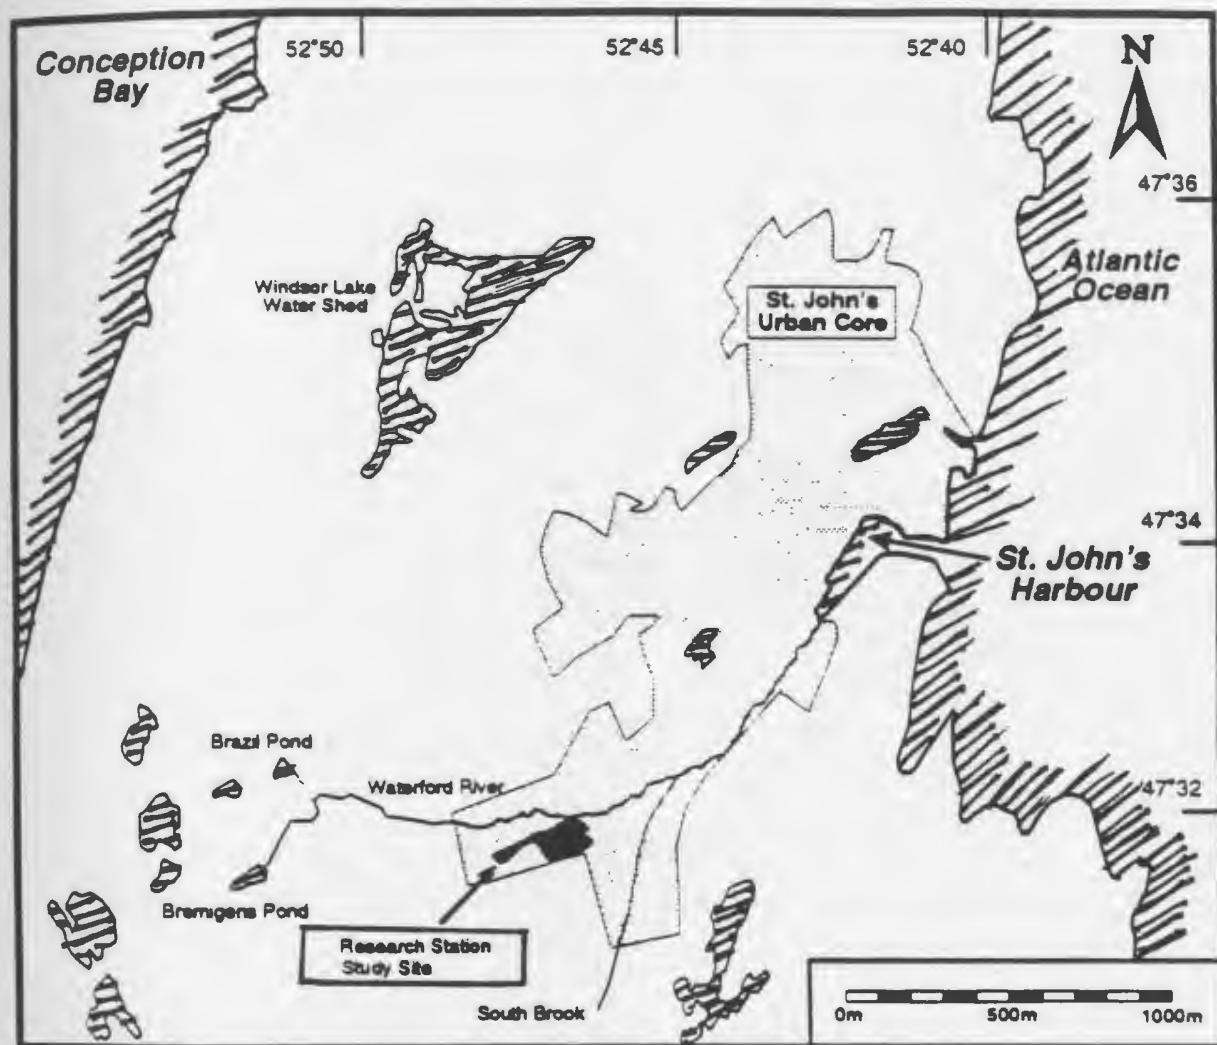 52°50
52°45
52°40
Conception
Bay
N
47°36
Atlantic
Ocean
Windsor Lake
Water Shed
St. John's
Urban Core
47°34
St. John's
Harbour
Brazil Pond
Waterford River
47°32
Bremigens Pond
Research Station
Study Site
South Brook
0m
500m
1000m